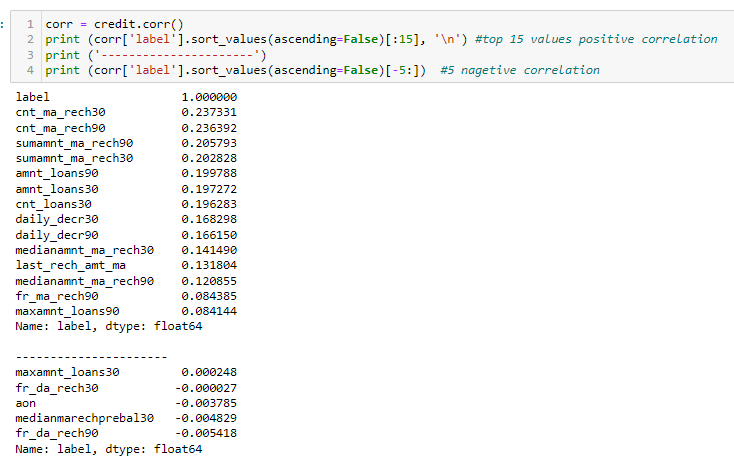 :
1 corr = credit.corr()
2 print (corr['label'].sort_values(ascending=False)[:15], '\n') #top 15 values positive correlation
3 print ('----------------------')
4 print (corr['label'].sort_values(ascending=False)[-5:])  #5 nagetive correlation
label 1.000000
cnt_ma_rech30 0.237331
cnt_ma_rech90 0.236392
sumamnt_ma_rech90 0.205793
sumamnt_ma_rech30 0.202828
amnt_loans90 0.199788
amnt_loans30 0.197272
cnt_loans30 0.196283
daily_decr30 0.168298
daily_decr90 0.166150
medianamnt_ma_rech30 0.141490
last_rech_amt_ma 0.131804
medianamnt_ma_rech90 0.120855
fr_ma_rech90 0.084385
maxamnt_loans90 0.084144
Name: label, dtype: float64
----------------------
maxamnt_loans30 0.000248
fr_da_rech30 -0.000027
aon -0.003785
medianmarechprebal30 -0.004829
fr_da_rech90 -0.005418
Name: label, dtype: float64